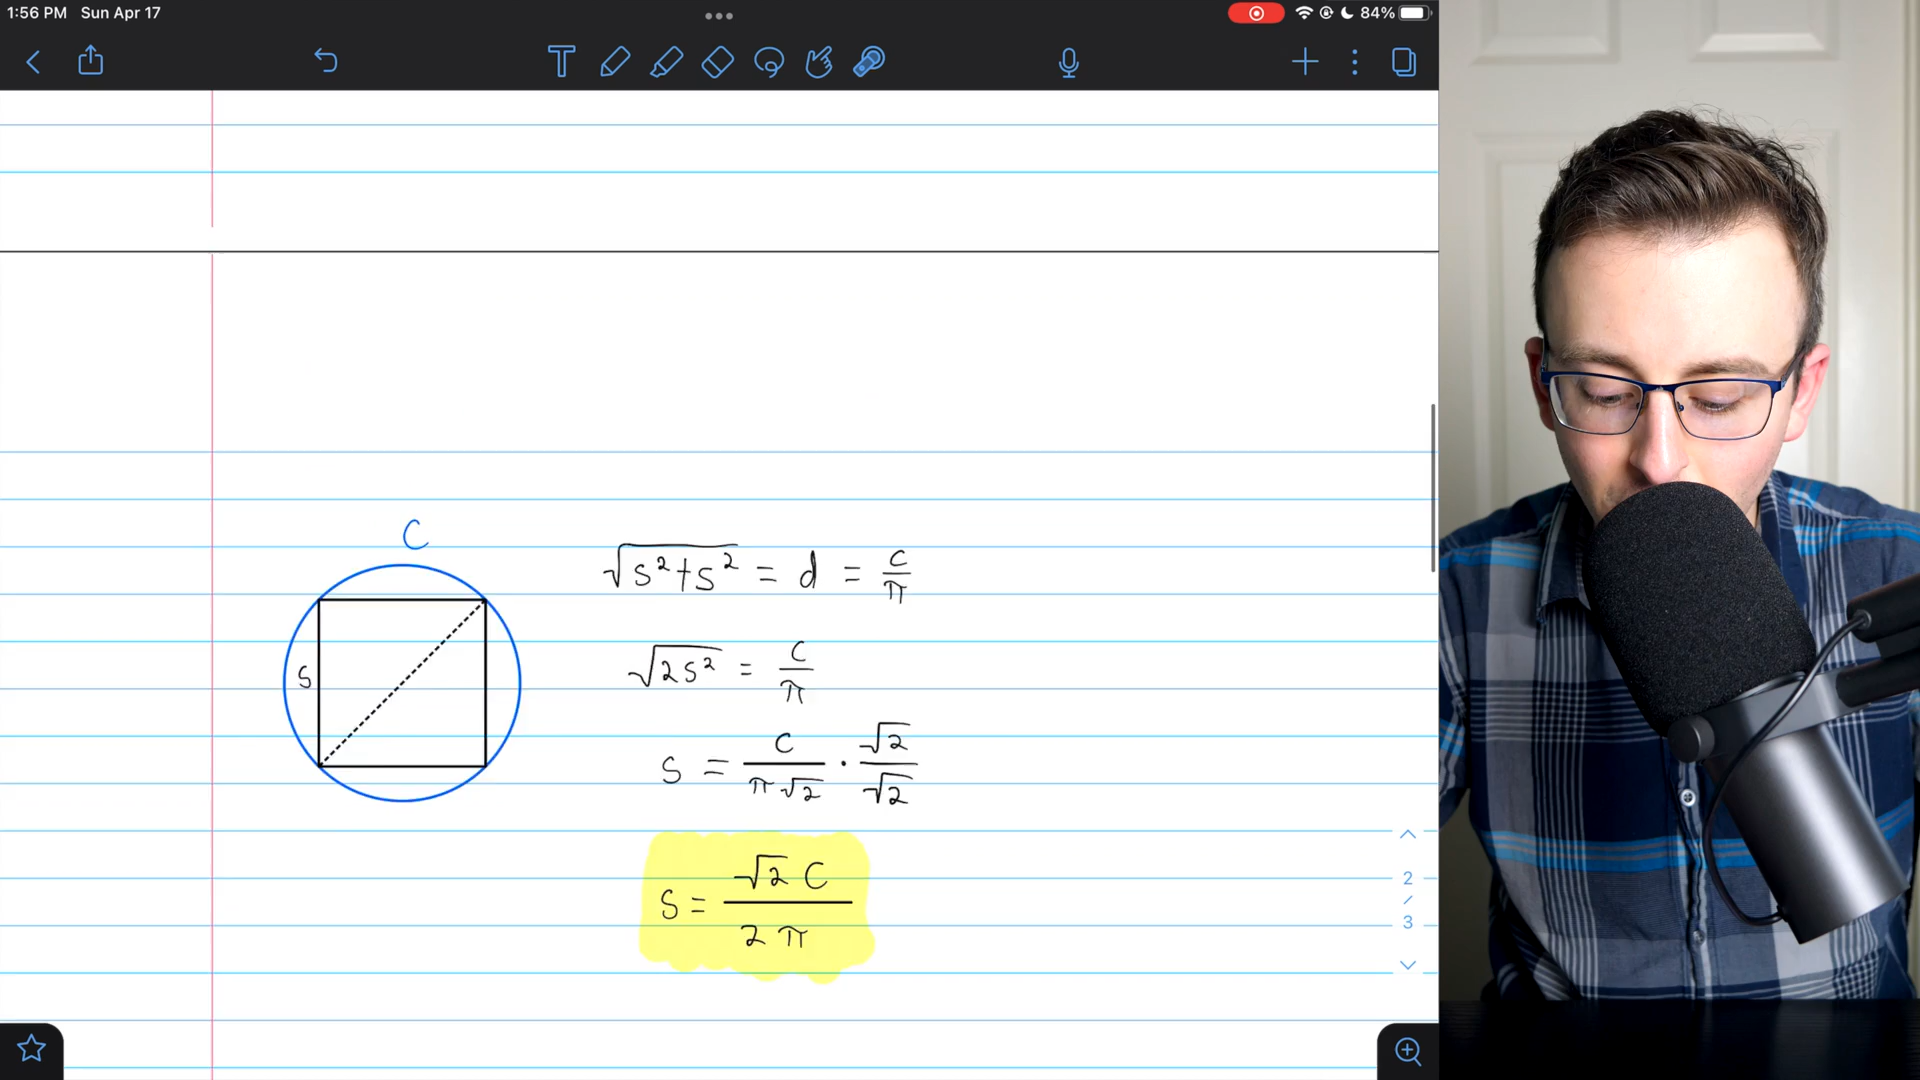 1:56 PM Sun Apr 17
84%
C
√(s²+s²) = d = C/π
S
√(2s²) = C/π
S = C/(π√2) · √2/√2
S = √2 C/(2π)
2
/
3